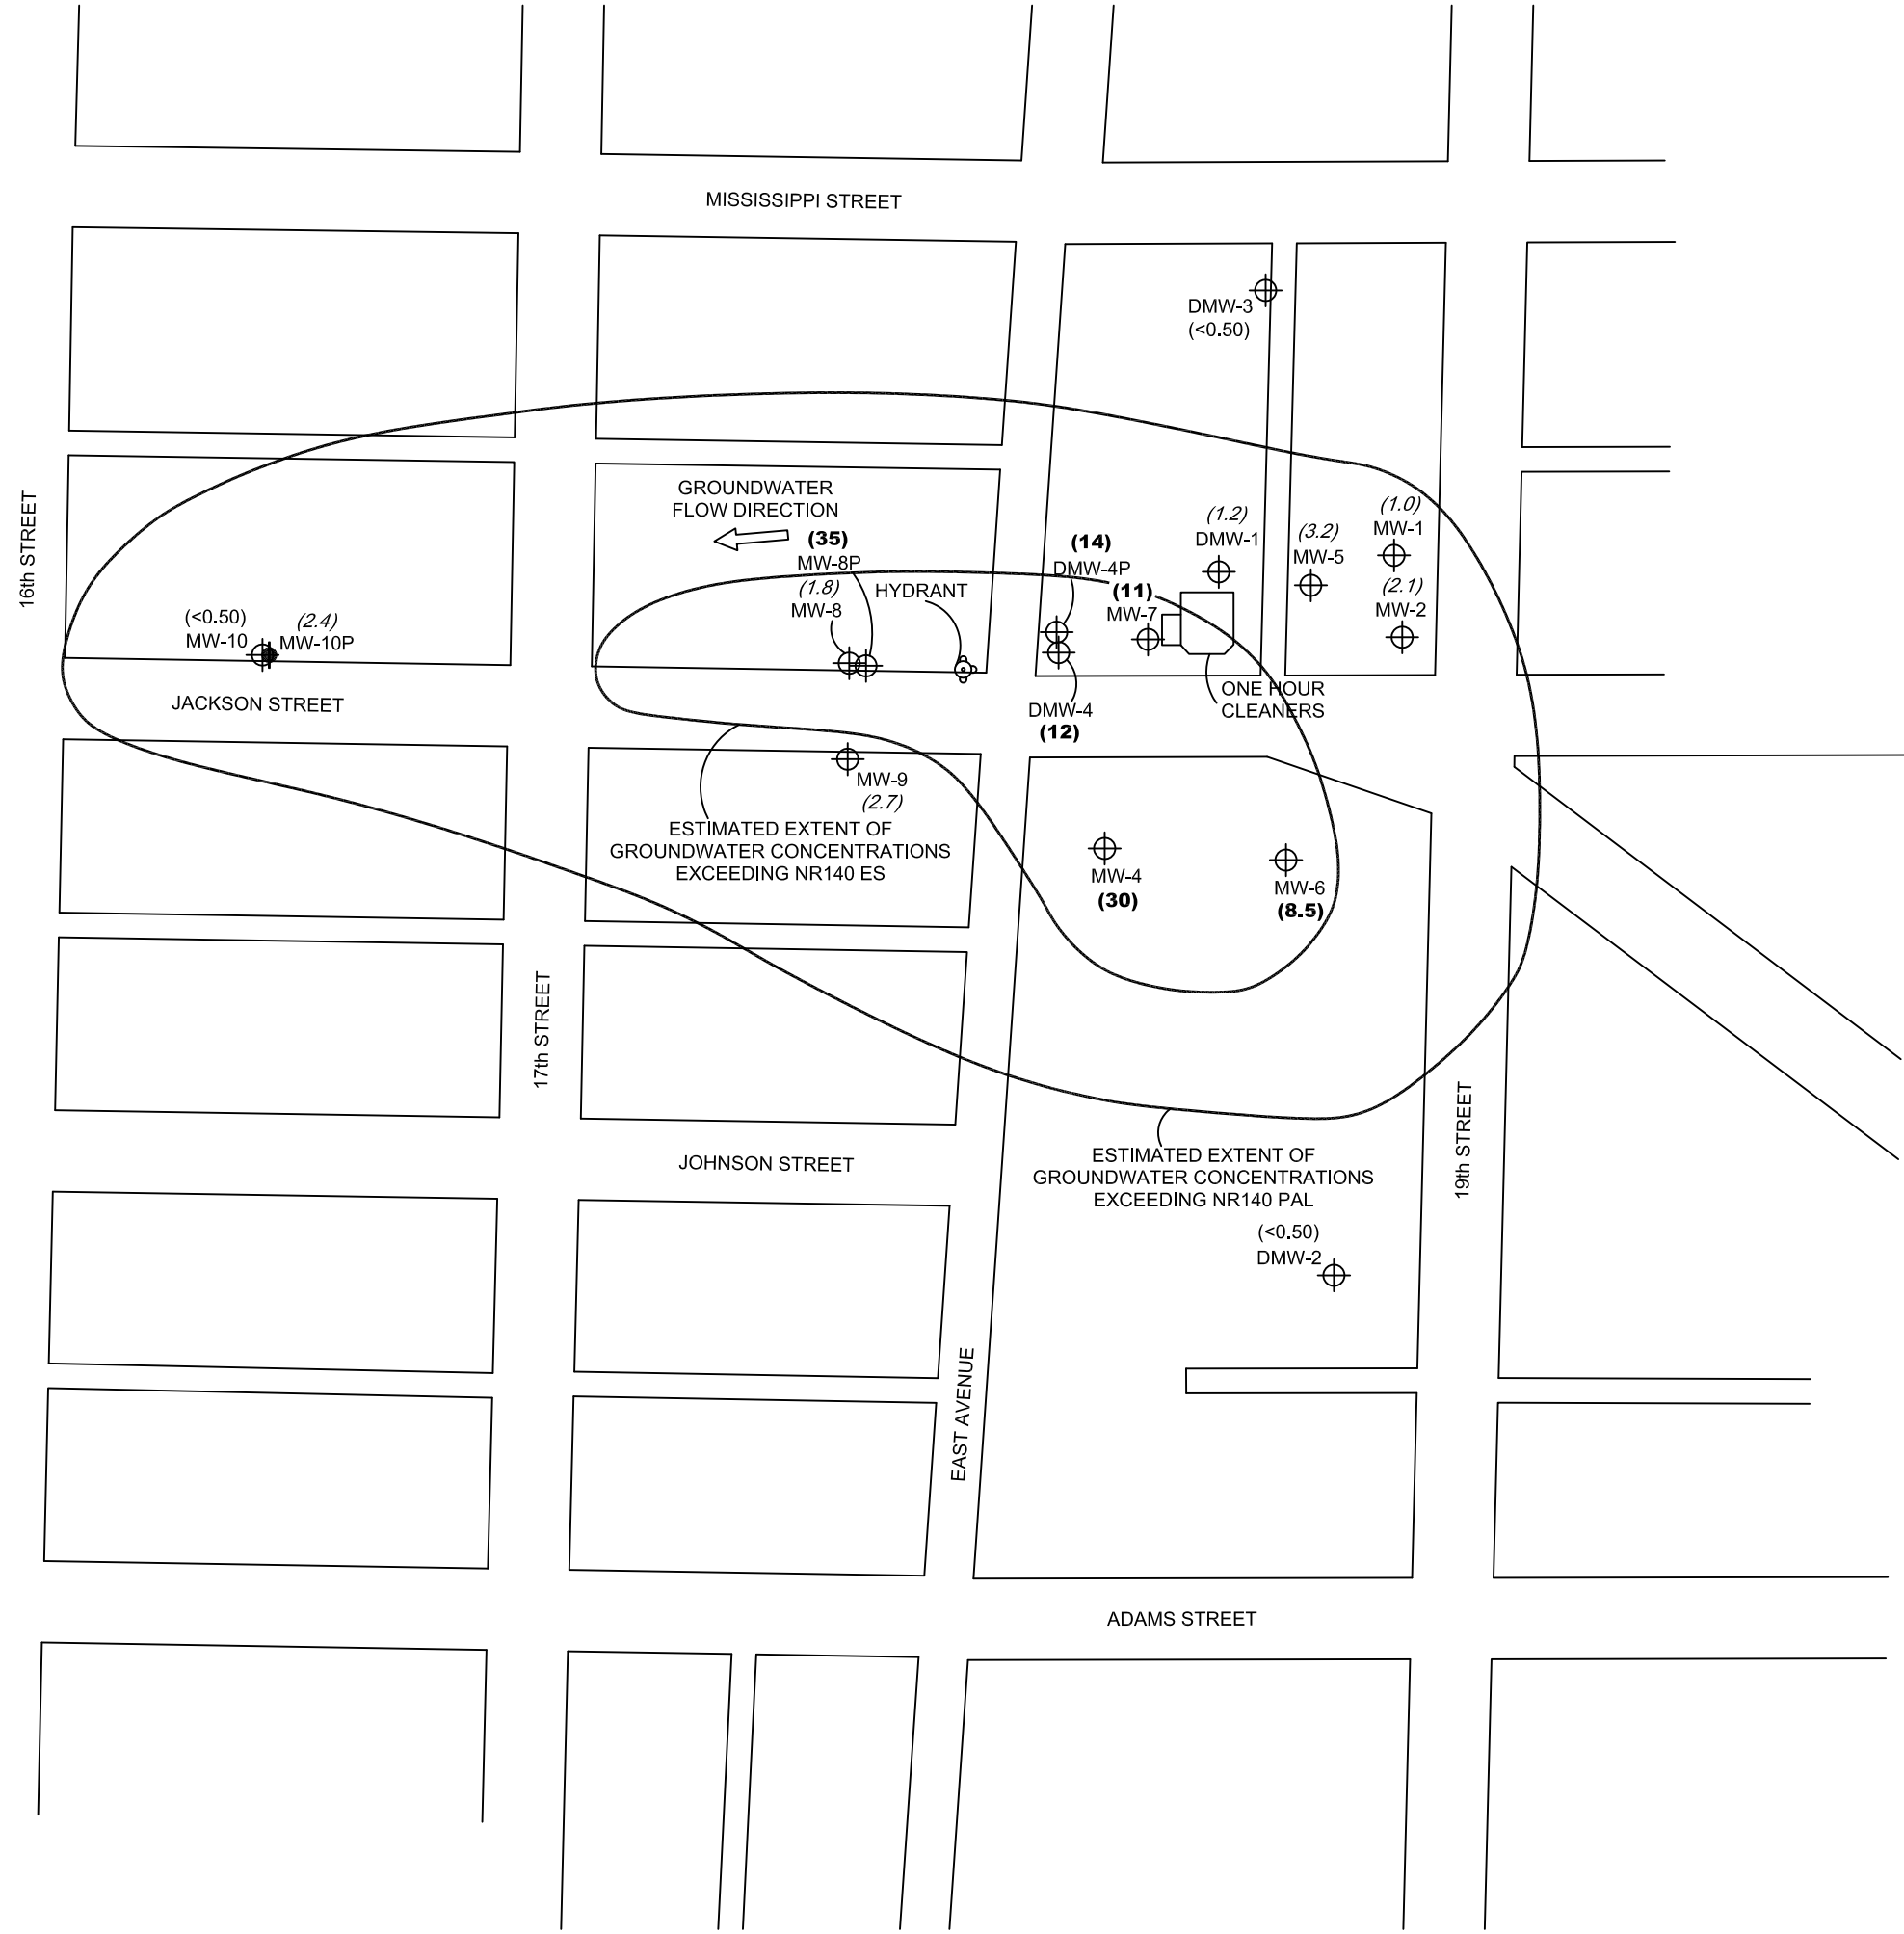 MISSISSIPPI STREET
DMW-3
(<0.50)
16th STREET
GROUNDWATER
FLOW DIRECTION
(35)
MW-8P
(1.8)
MW-8
HYDRANT
(14)
DMW-4P
(11)
MW-7
(1.2)
DMW-1
(3.2)
MW-5
(1.0)
MW-1
(2.1)
MW-2
(<0.50)
MW-10
(2.4)
MW-10P
JACKSON STREET
DMW-4
(12)
ONE HOUR
CLEANERS
MW-9
(2.7)
ESTIMATED EXTENT OF
GROUNDWATER CONCENTRATIONS
EXCEEDING NR140 ES
MW-4
(30)
MW-6
(8.5)
17th STREET
JOHNSON STREET
ESTIMATED EXTENT OF
GROUNDWATER CONCENTRATIONS
EXCEEDING NR140 PAL
19th STREET
(<0.50)
DMW-2
EAST AVENUE
ADAMS STREET